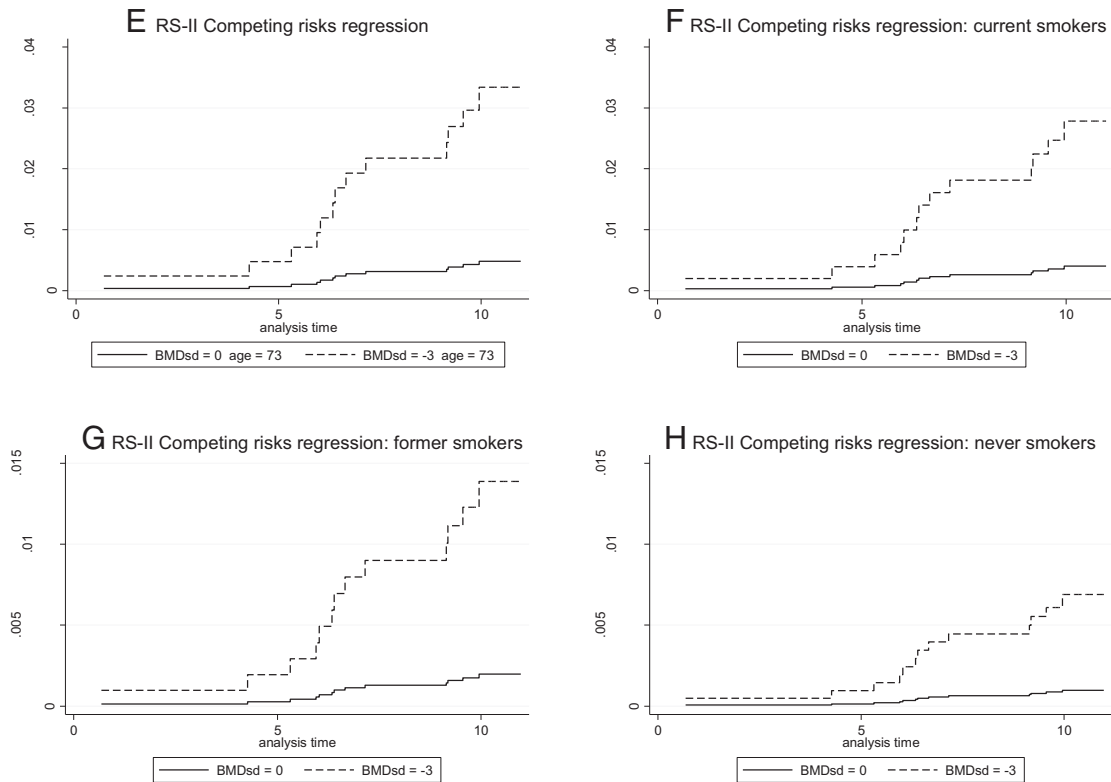 E RS-II Competing risks regression
.04
.03
.02
.01
0
0 5 10
analysis time
BMDsd = 0 age = 73 BMDsd = -3 age = 73
F RS-II Competing risks regression: current smokers
.04
.03
.02
.01
0
0 5 10
analysis time
BMDsd = 0 BMDsd = -3
G RS-II Competing risks regression: former smokers
.015
.01
.005
0
0 5 10
analysis time
BMDsd = 0 BMDsd = -3
H RS-II Competing risks regression: never smokers
.015
.01
.005
0
0 5 10
analysis time
BMDsd = 0 BMDsd = -3